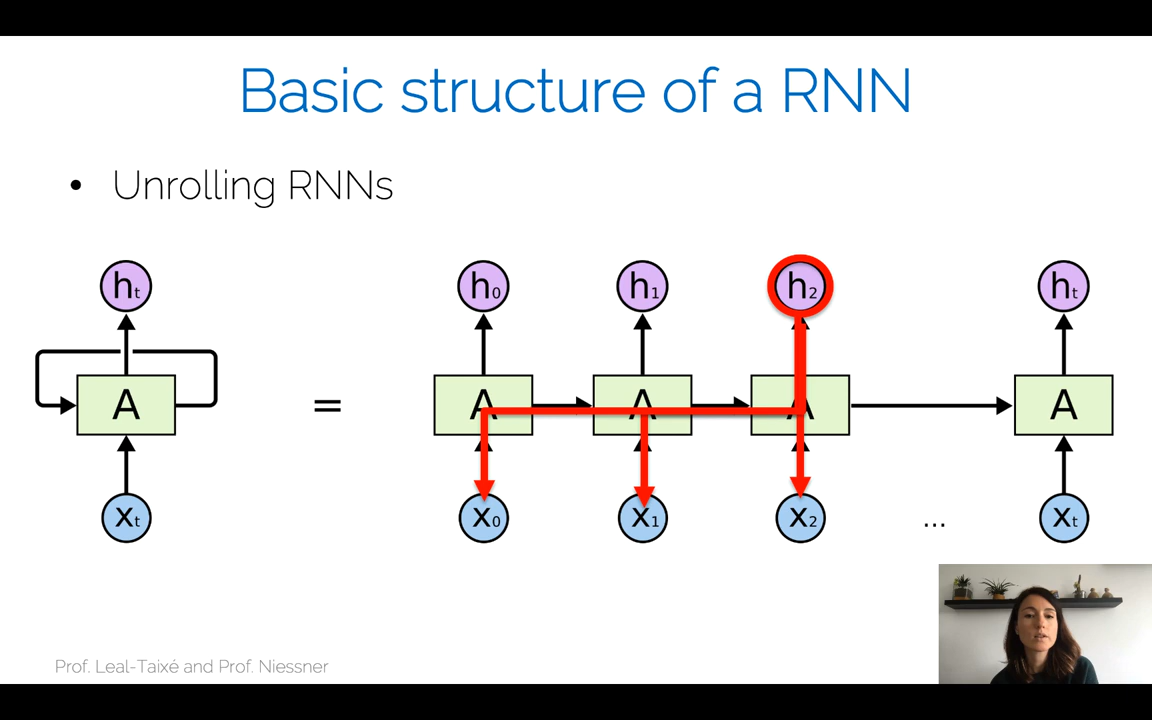 Basic structure of a RNN
• Unrolling RNNs
hₜ h₀ h₁ h₂ hₜ
A = A A A A
xₜ x₀ x₁ x₂ ... xₜ
Prof. Leal-Taixé and Prof. Niessner